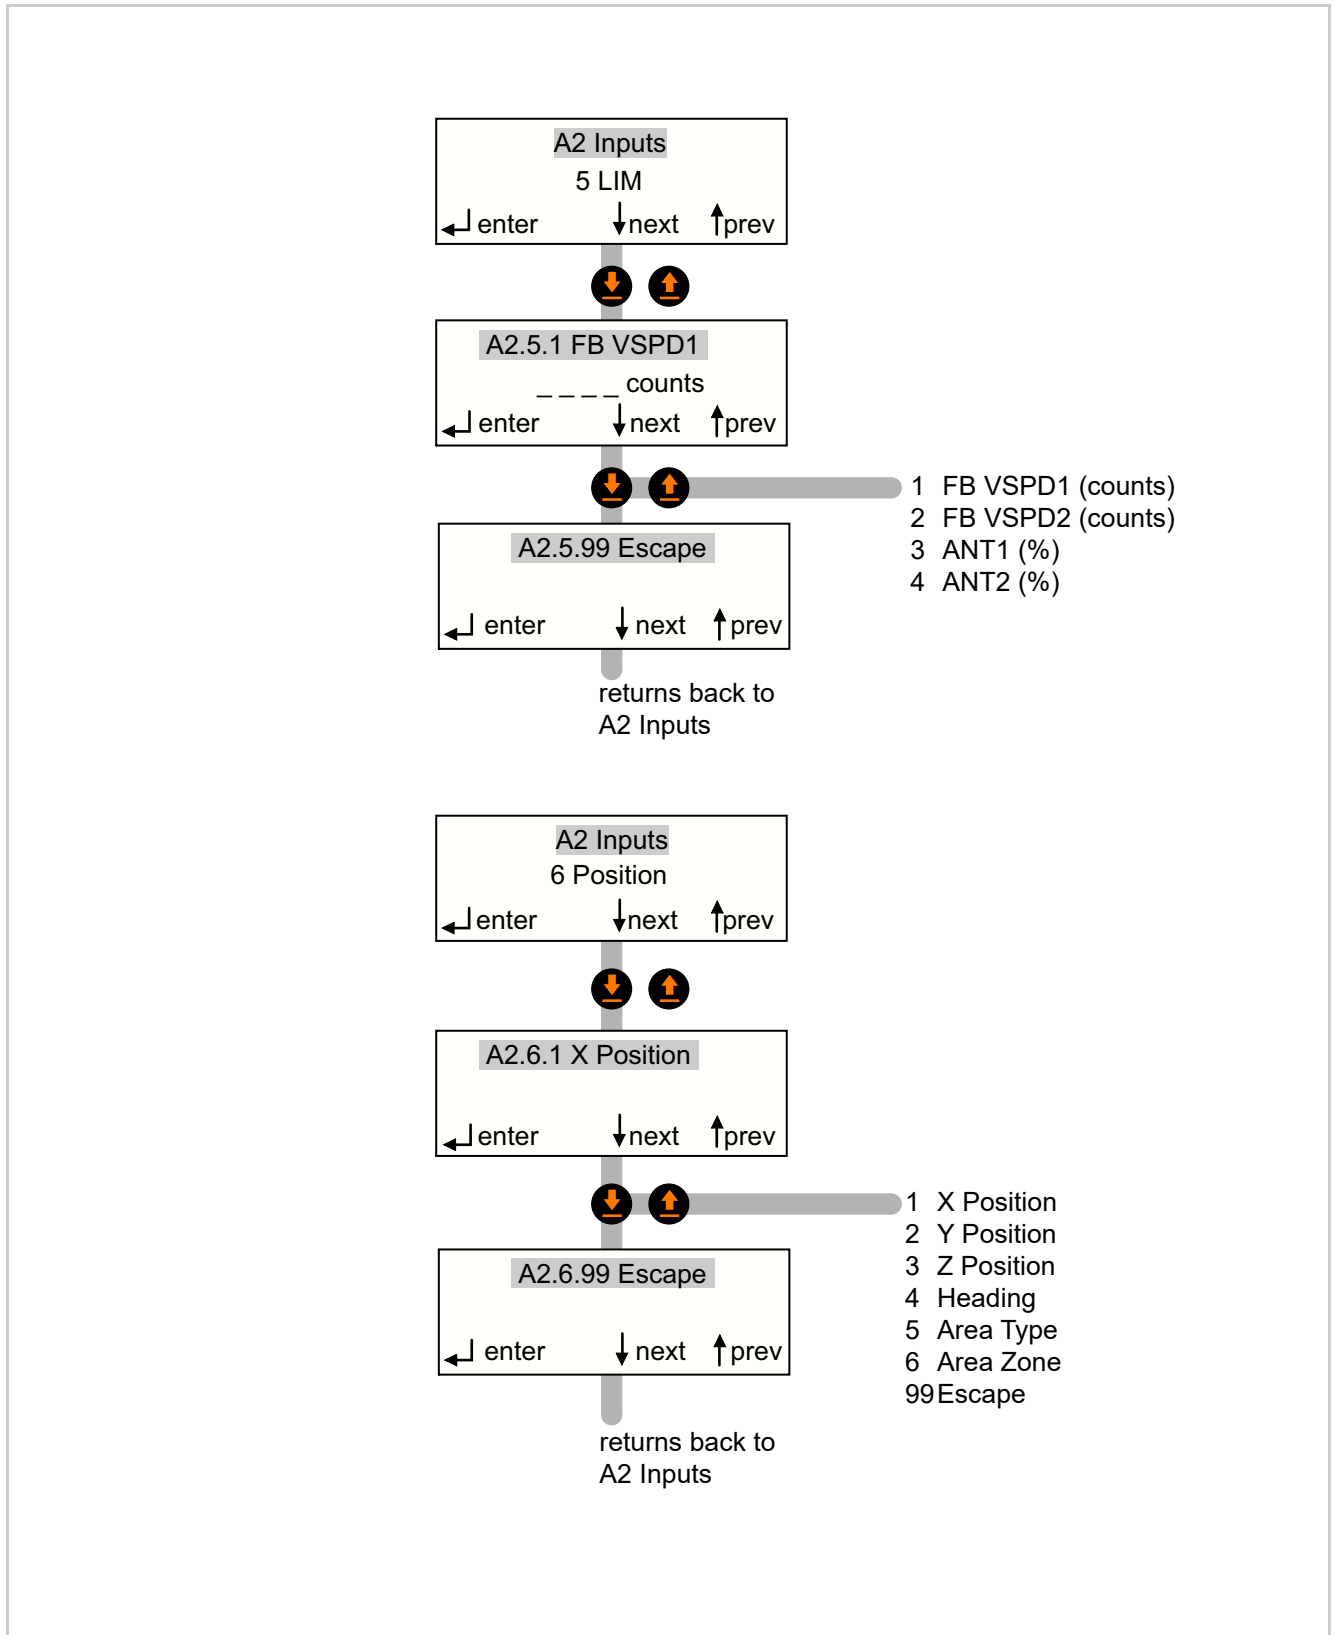 A2 Inputs
5 LIM
enter next prev
A2.5.1 FB VSPD1
_ _ _ _ counts
enter next prev
1 FB VSPD1 (counts)
2 FB VSPD2 (counts)
3 ANT1 (%)
4 ANT2 (%)
A2.5.99 Escape
enter next prev
returns back to
A2 Inputs
A2 Inputs
6 Position
enter next prev
A2.6.1 X Position
enter next prev
1 X Position
2 Y Position
3 Z Position
4 Heading
5 Area Type
6 Area Zone
99 Escape
A2.6.99 Escape
enter next prev
returns back to
A2 Inputs